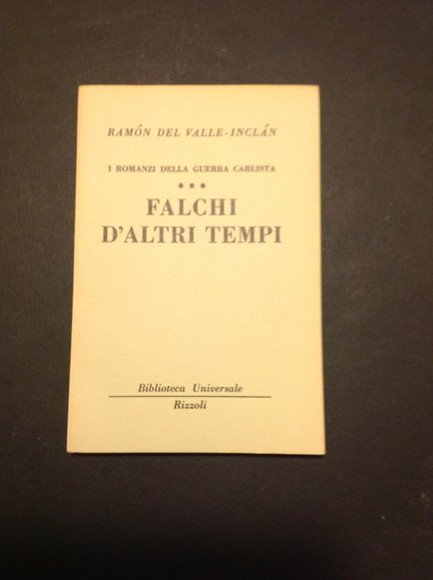 RAMÓN DEL VALLE-INCLÁN
I ROMANZI DELLA GUERRA CARLISTA
•••
FALCHI
D'ALTRI TEMPI
Biblioteca Universale
Rizzoli